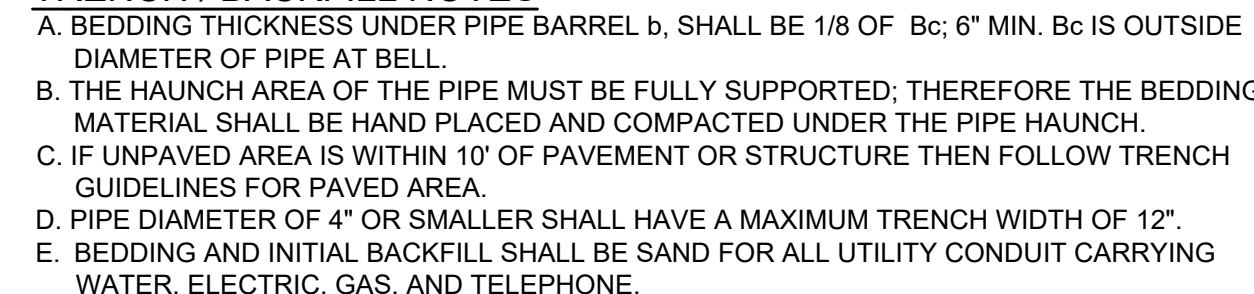 TRENCH / BACKFILL NOTES
A. BEDDING THICKNESS UNDER PIPE BARREL b, SHALL BE 1/8 OF Bc; 6" MIN. Bc IS OUTSIDE
DIAMETER OF PIPE AT BELL.
B. THE HAUNCH AREA OF THE PIPE MUST BE FULLY SUPPORTED; THEREFORE THE BEDDING
MATERIAL SHALL BE HAND PLACED AND COMPACTED UNDER THE PIPE HAUNCH.
C. IF UNPAVED AREA IS WITHIN 10' OF PAVEMENT OR STRUCTURE THEN FOLLOW TRENCH
GUIDELINES FOR PAVED AREA.
D. PIPE DIAMETER OF 4" OR SMALLER SHALL HAVE A MAXIMUM TRENCH WIDTH OF 12".
E. BEDDING AND INITIAL BACKFILL SHALL BE SAND FOR ALL UTILITY CONDUIT CARRYING
WATER, ELECTRIC, GAS, AND TELEPHONE.